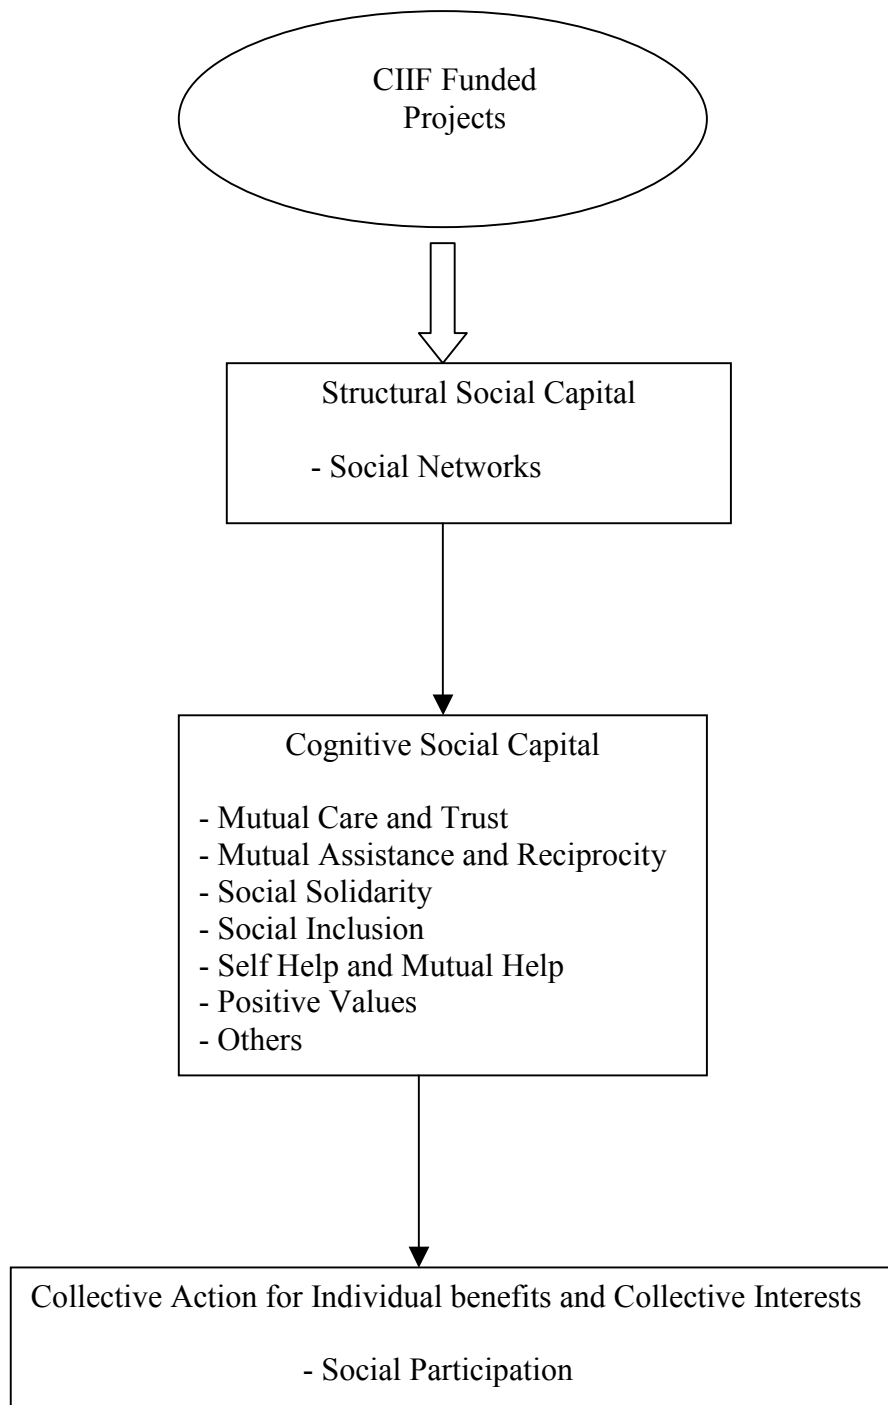 CIIF Funded
Projects
Structural Social Capital
- Social Networks
Cognitive Social Capital
- Mutual Care and Trust
- Mutual Assistance and Reciprocity
- Social Solidarity
- Social Inclusion
- Self Help and Mutual Help
- Positive Values
- Others
Collective Action for Individual benefits and Collective Interests
- Social Participation